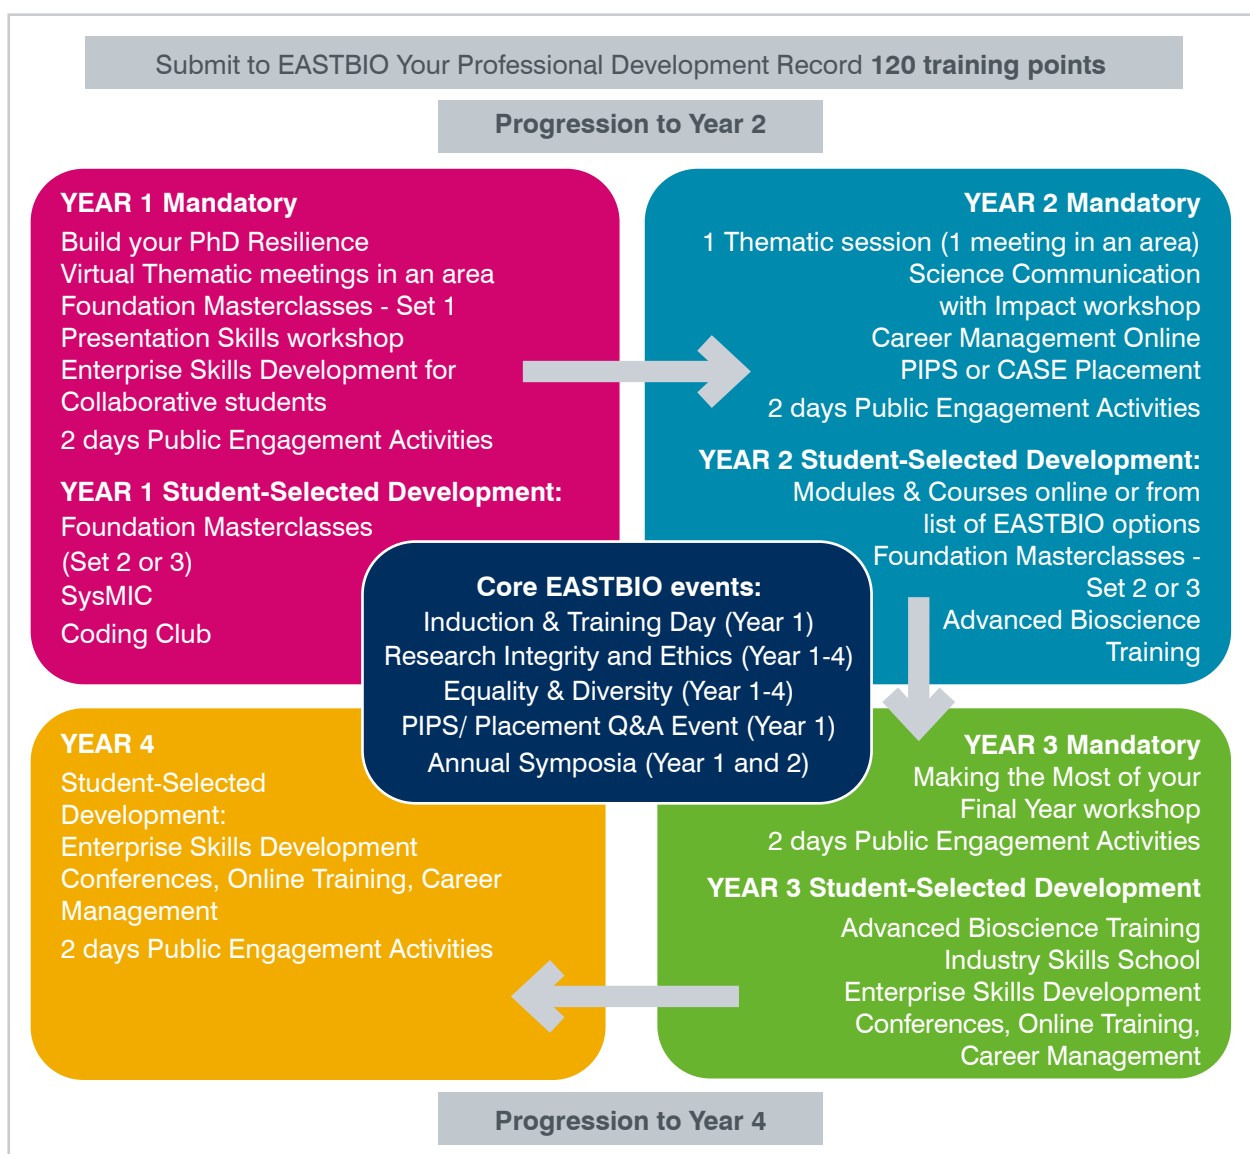 Submit to EASTBIO Your Professional Development Record 120 training points
Progression to Year 2
YEAR 1 Mandatory
Build your PhD Resilience
Virtual Thematic meetings in an area
Foundation Masterclasses - Set 1
Presentation Skills workshop
Enterprise Skills Development for
Collaborative students
2 days Public Engagement Activities
YEAR 1 Student-Selected Development:
Foundation Masterclasses
(Set 2 or 3)
SysMIC
Coding Club
YEAR 2 Mandatory
1 Thematic session (1 meeting in an area)
Science Communication
with Impact workshop
Career Management Online
PIPS or CASE Placement
2 days Public Engagement Activities
YEAR 2 Student-Selected Development:
Modules & Courses online or from
list of EASTBIO options
Foundation Masterclasses -
Set 2 or 3
Advanced Bioscience
Training
Core EASTBIO events:
Induction & Training Day (Year 1)
Research Integrity and Ethics (Year 1-4)
Equality & Diversity (Year 1-4)
PIPS/ Placement Q&A Event (Year 1)
Annual Symposia (Year 1 and 2)
YEAR 3 Mandatory
Making the Most of your
Final Year workshop
2 days Public Engagement Activities
YEAR 3 Student-Selected Development
Advanced Bioscience Training
Industry Skills School
Enterprise Skills Development
Conferences, Online Training,
Career Management
YEAR 4
Student-Selected
Development:
Enterprise Skills Development
Conferences, Online Training, Career
Management
2 days Public Engagement Activities
Progression to Year 4